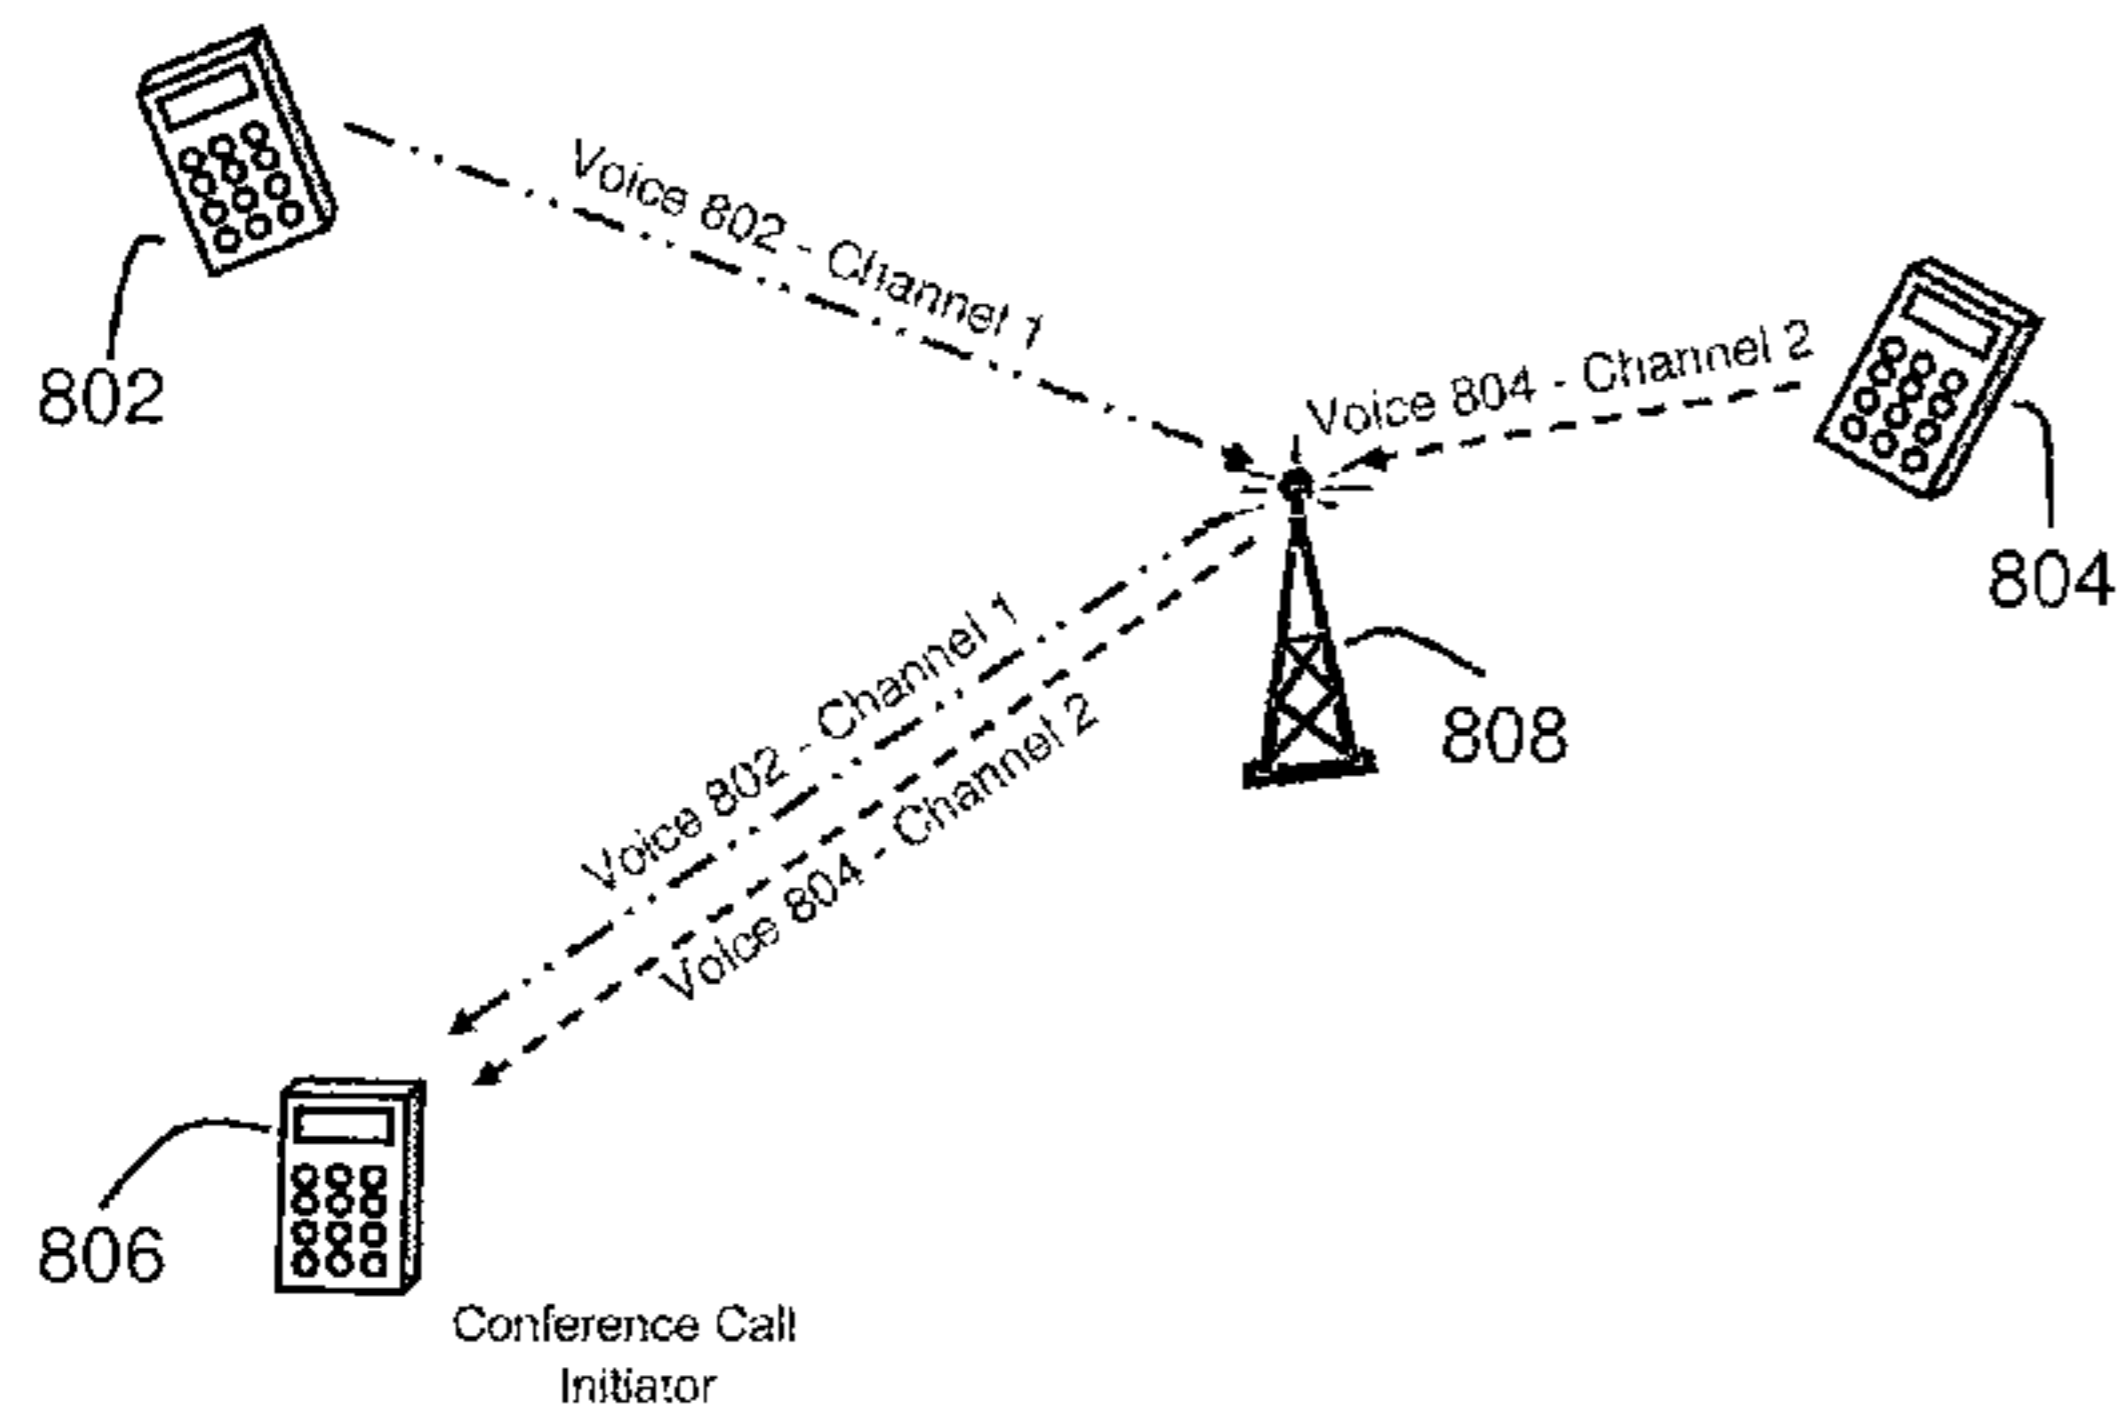 Voice 802 - Channel 1
802
Voice 804 - Channel 2
804
808
Voice 802 - Channel 1
Voice 804 - Channel 2
806
Conference Call
Initiator